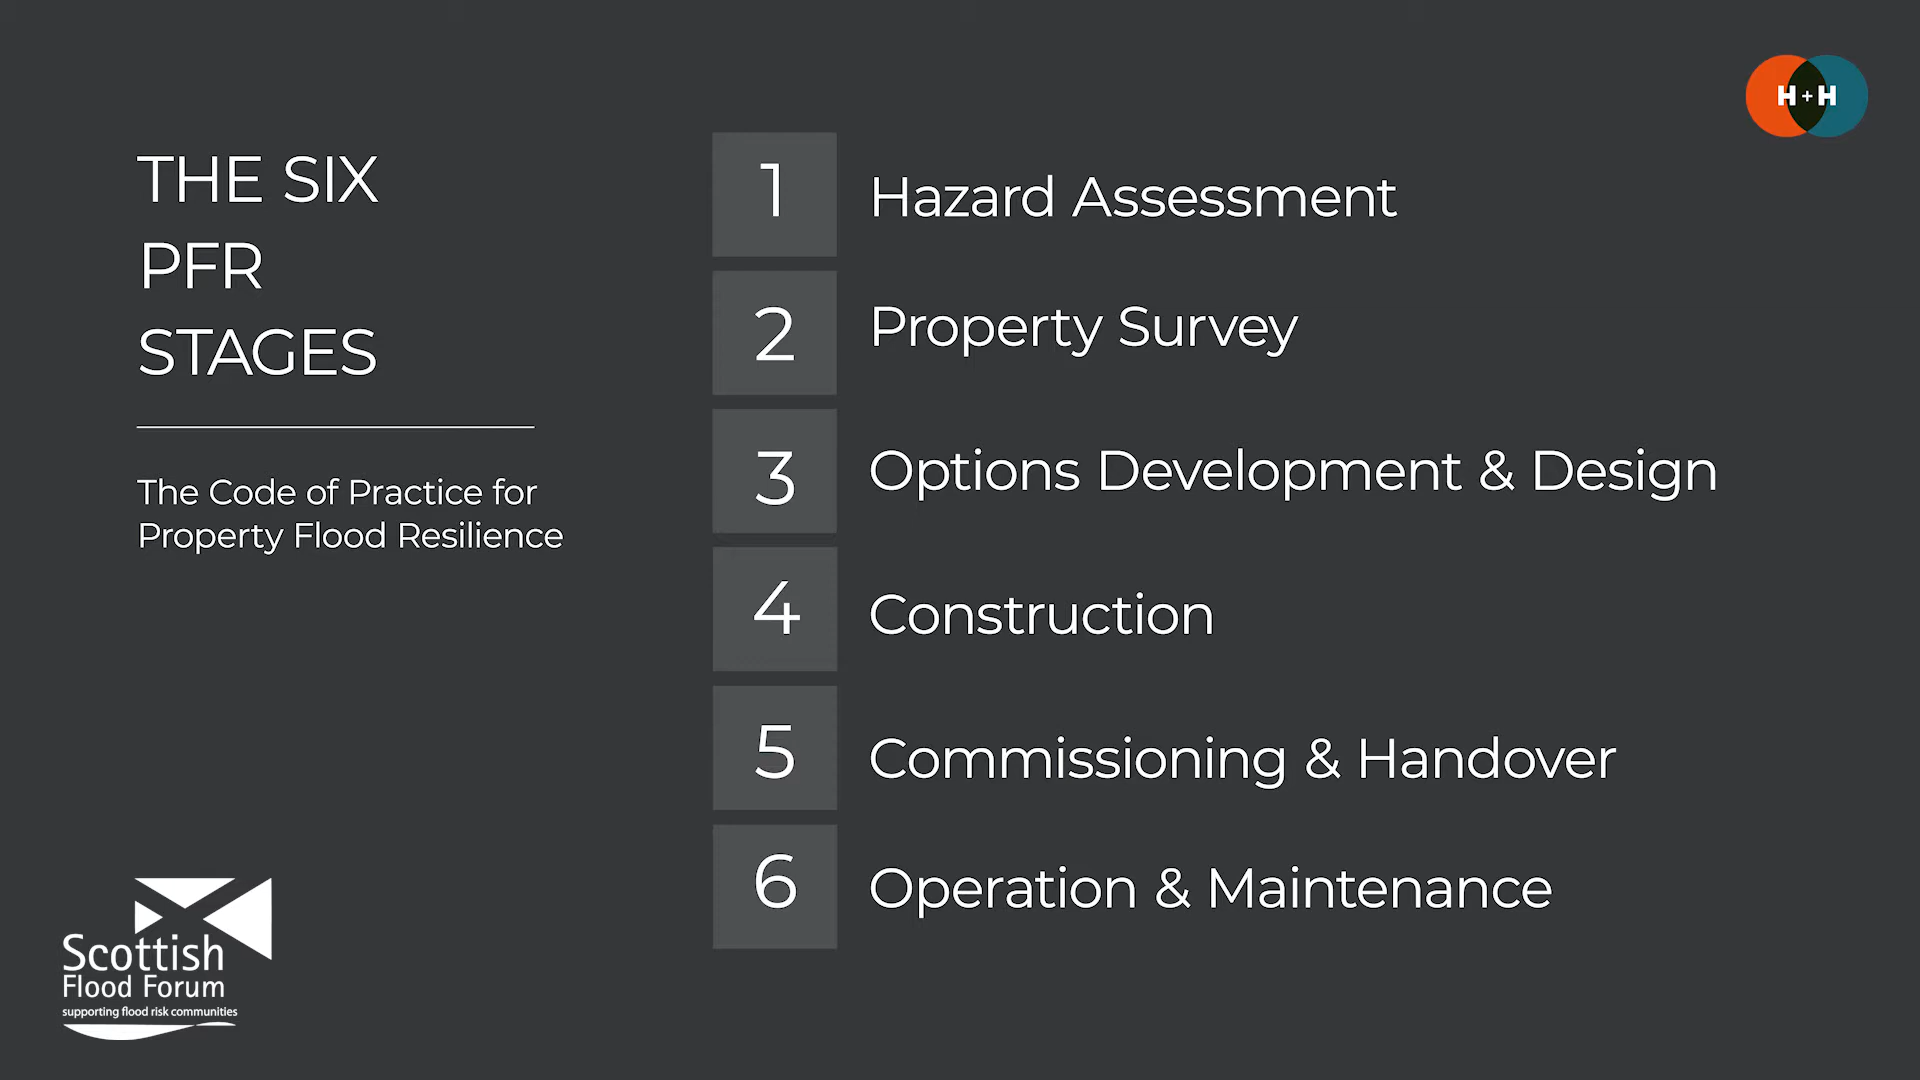 H+H
THE SIX
PFR
STAGES
The Code of Practice for
Property Flood Resilience
1 Hazard Assessment
2 Property Survey
3 Options Development & Design
4 Construction
5 Commissioning & Handover
6 Operation & Maintenance
Scottish
Flood Forum
supporting flood risk communities